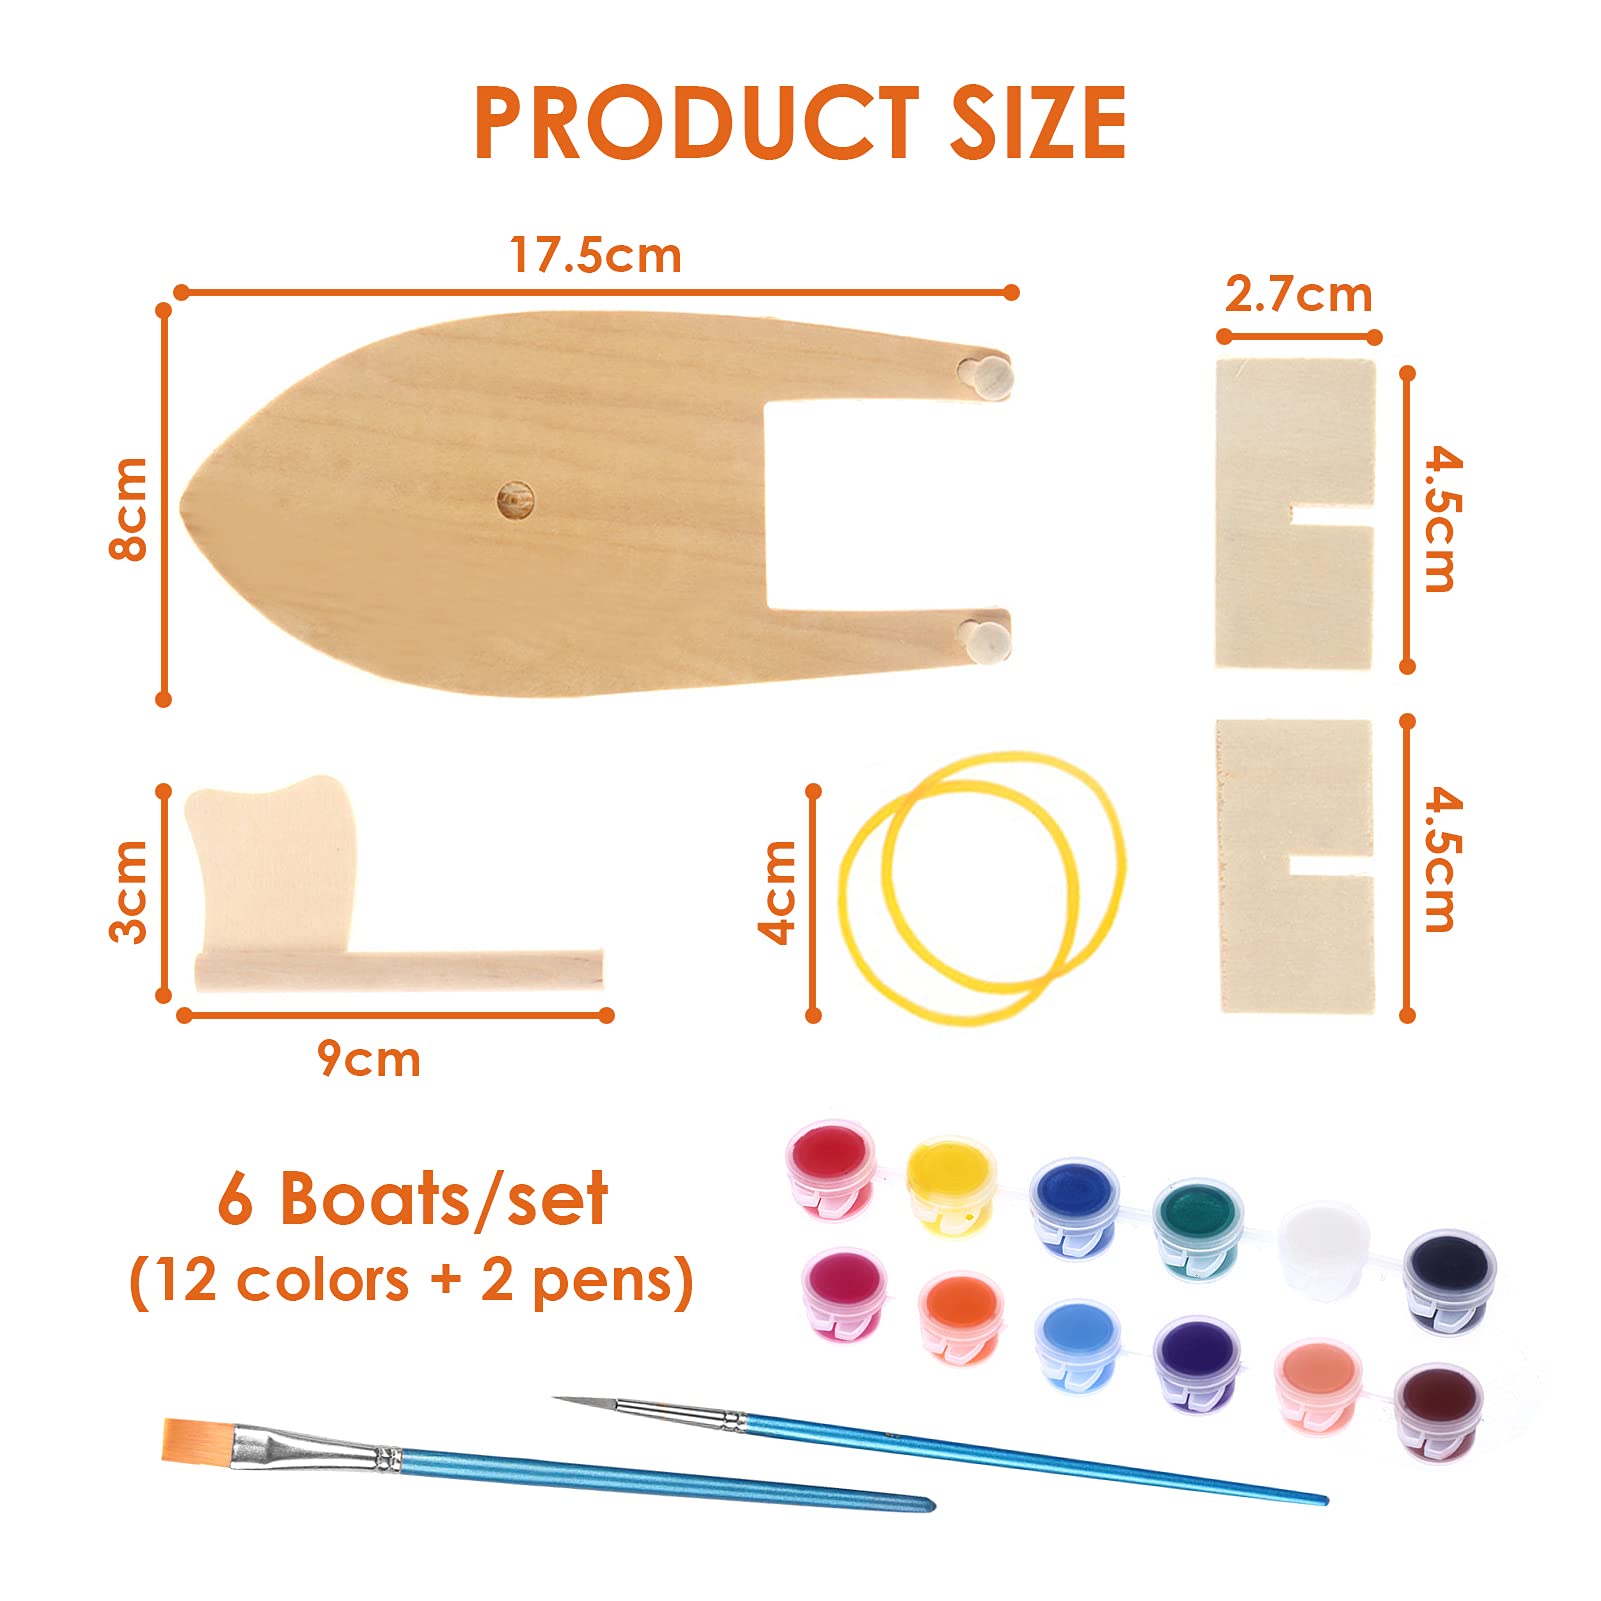 PRODUCT SIZE
17.5cm
2.7cm
8cm
4.5cm
3cm
4cm
4.5cm
9cm
6 Boats/set
(12 colors + 2 pens)